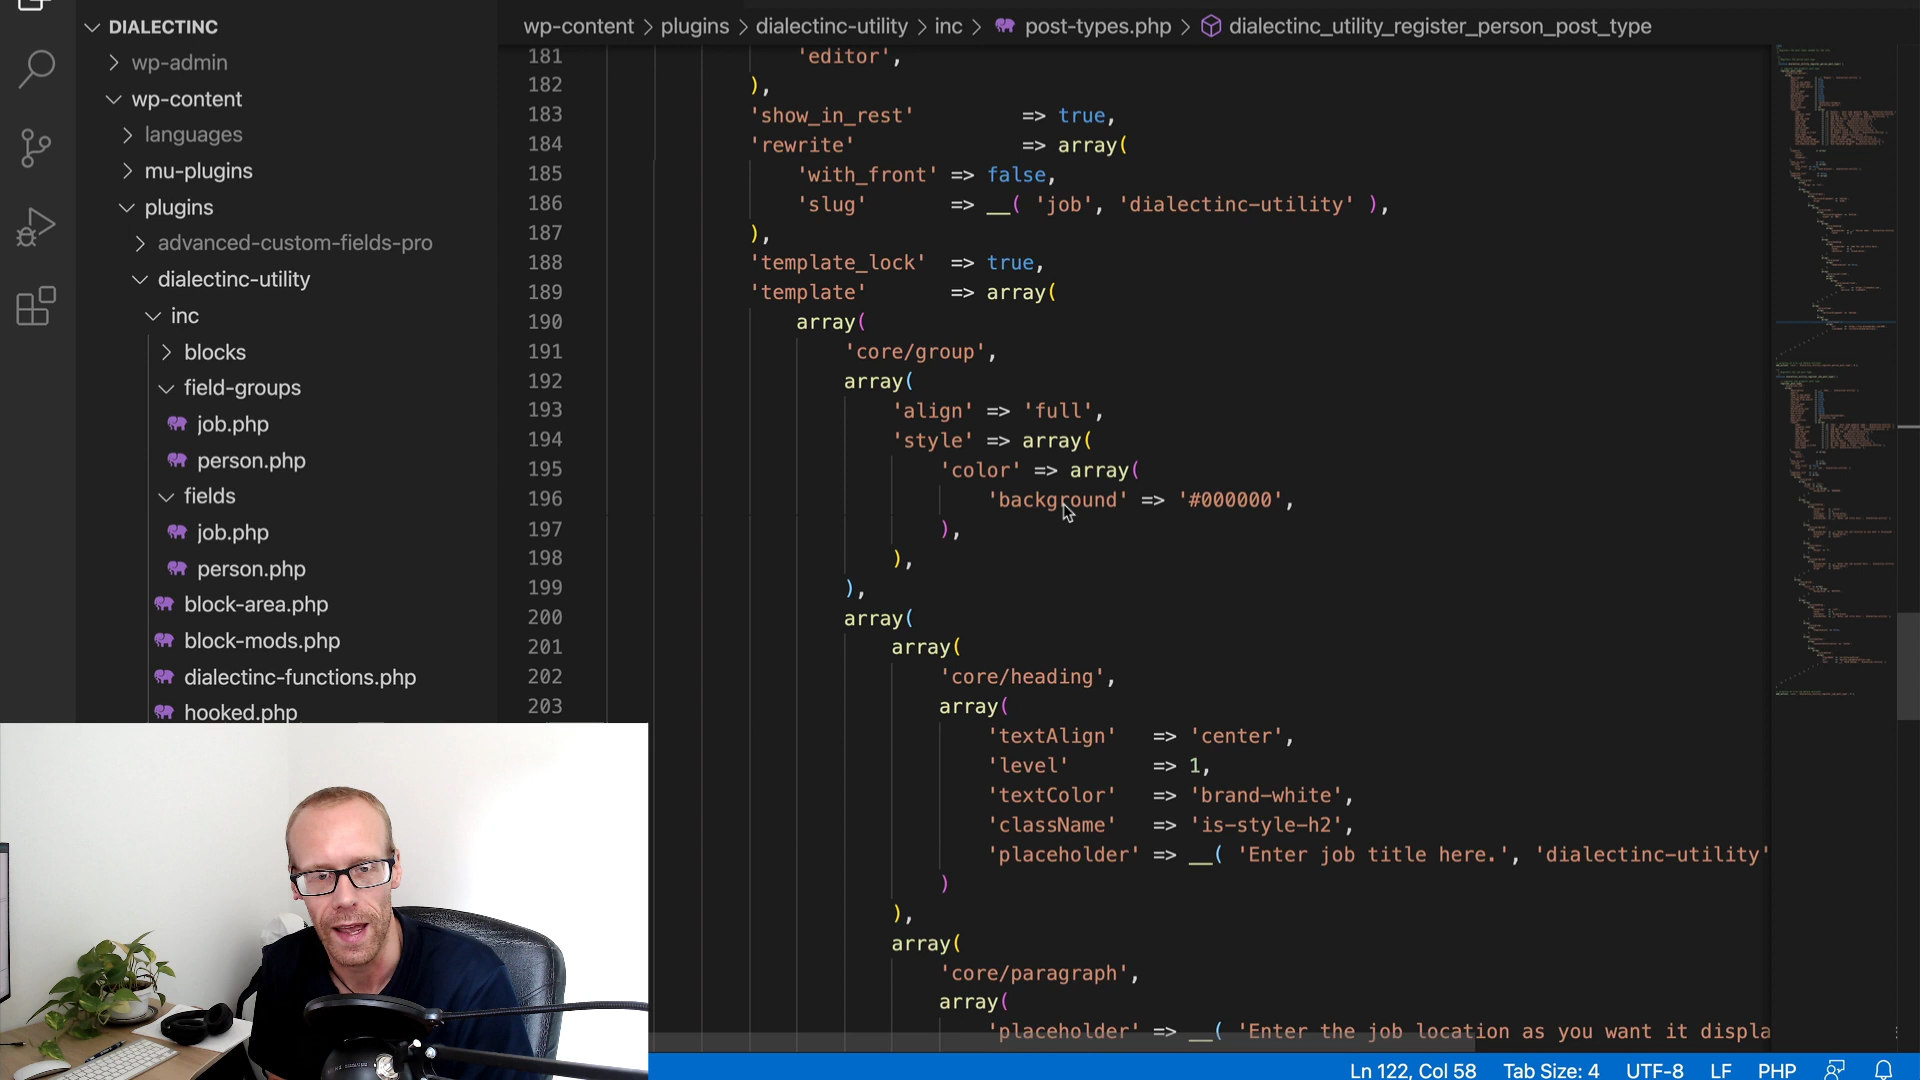 DIALECTINC
wp-admin
wp-content
languages
mu-plugins
plugins
advanced-custom-fields-pro
dialectinc-utility
inc
blocks
field-groups
job.php
person.php
fields
job.php
person.php
block-area.php
block-mods.php
dialectinc-functions.php
hooked.php
wp-content > plugins > dialectinc-utility > inc > post-types.php > dialectinc_utility_register_person_post_type
181 'editor',
182 ),
183 'show_in_rest' => true,
184 'rewrite' => array(
185 'with_front' => false,
186 'slug' => __( 'job', 'dialectinc-utility' ),
187 ),
188 'template_lock' => true,
189 'template' => array(
190 array(
191 'core/group',
192 array(
193 'align' => 'full',
194 'style' => array(
195 'color' => array(
196 'background' => '#000000',
197 ),
198 ),
199 ),
200 array(
201 array(
202 'core/heading',
203 array(
'textAlign' => 'center',
'level' => 1,
'textColor' => 'brand-white',
'className' => 'is-style-h2',
'placeholder' => __( 'Enter job title here.', 'dialectinc-utility'
)
),
array(
'core/paragraph',
array(
'placeholder' => __( 'Enter the job location as you want it displa
Ln 122, Col 58 Tab Size: 4 UTF-8 LF PHP